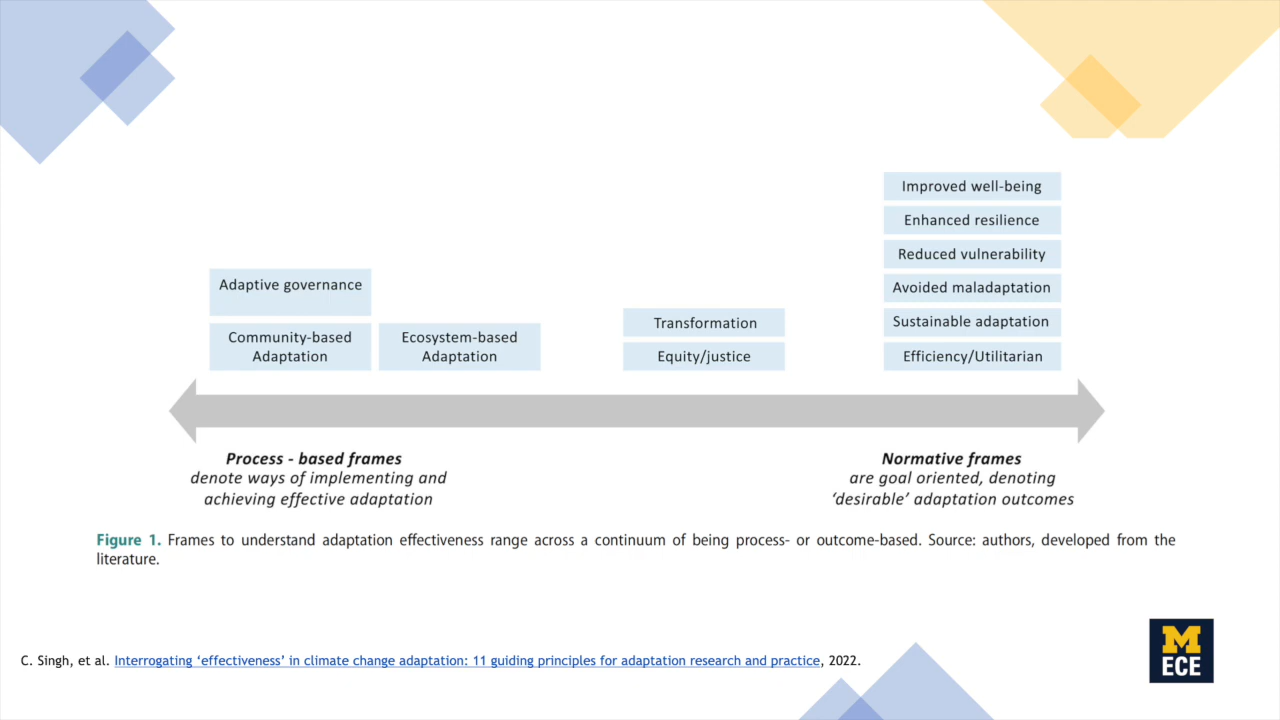 Improved well-being
Enhanced resilience
Reduced vulnerability
Avoided maladaptation
Sustainable adaptation
Efficiency/Utilitarian
Adaptive governance
Community-based
Adaptation
Ecosystem-based
Adaptation
Transformation
Equity/justice
Process - based frames
denote ways of implementing and
achieving effective adaptation
Normative frames
are goal oriented, denoting
‘desirable’ adaptation outcomes
Figure 1. Frames to understand adaptation effectiveness range across a continuum of being process- or outcome-based. Source: authors, developed from the
literature.
C. Singh, et al. Interrogating ‘effectiveness’ in climate change adaptation: 11 guiding principles for adaptation research and practice, 2022.
M
ECE